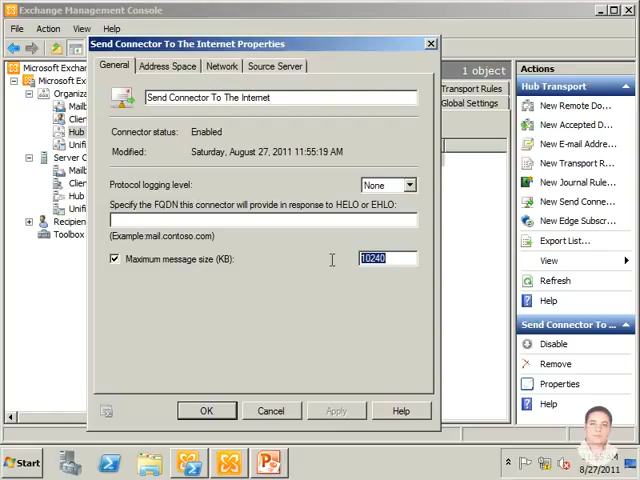 Exchange Management Console
File Action View Help
Send Connector To The Internet Properties
General Address Space Network Source Server
Send Connector To The Internet
Connector status: Enabled
Modified: Saturday, August 27, 2011 11:55:19 AM
Protocol logging level: None
Specify the FQDN this connector will provide in response to HELO or EHLO:
(Example:mail.contoso.com)
Maximum message size (KB): 10240
OK Cancel Apply Help
Microsoft Exchan
Microsoft Ex
Organiz
Mailb
Clien
Hub
Unifi
Server C
Mail
Clien
Hub
Unifi
Recipien
Toolbox
1 object
Transport Rules
Global Settings
Actions
Hub Transport
New Remote Do...
New Accepted D...
New E-mail Addre...
New Transport R...
New Journal Rule...
New Send Conne...
New Edge Subscr...
Export List...
View
Refresh
Help
Send Connector To ...
Disable
Remove
Properties
Help
Start
8/27/2011